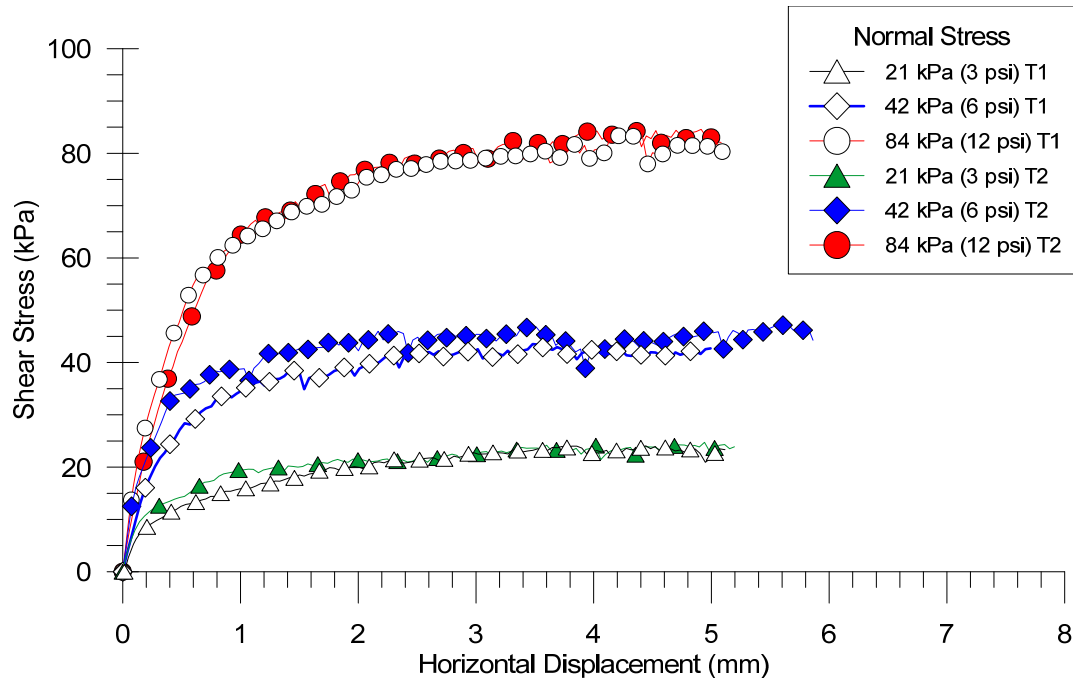 Normal Stress
21 kPa (3 psi) T1
42 kPa (6 psi) T1
84 kPa (12 psi) T1
21 kPa (3 psi) T2
42 kPa (6 psi) T2
84 kPa (12 psi) T2
Shear Stress (kPa)
100
80
60
40
20
0
0 1 2 3 4 5 6 7 8
Horizontal Displacement (mm)